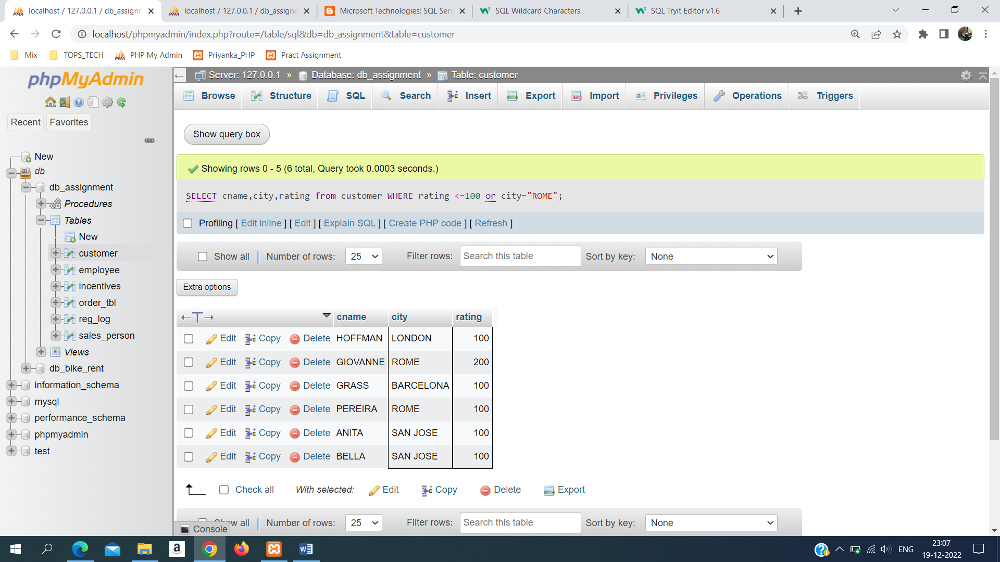 localhost / 127.0.0.1 / db_assignn
localhost / 127.0.0.1 / db_assignn
Microsoft Technologies: SQL Serv
SQL Wildcard Characters
SQL Tryit Editor v1.6
localhost/phpmyadmin/index.php?route=/table/sql&db=db_assignment&table=customer
Mix TOPS_TECH PHP My Admin Priyanka_PHP Pract Assignment
phpMyAdmin
Recent Favorites
New
db
db_assignment
Procedures
Tables
New
customer
employee
incentives
order_tbl
reg_log
sales_person
Views
db_bike_rent
information_schema
mysql
performance_schema
phpmyadmin
test
Server: 127.0.0.1 » Database: db_assignment » Table: customer
Browse Structure SQL Search Insert Export Import Privileges Operations Triggers
Show query box
Showing rows 0 - 5 (6 total, Query took 0.0003 seconds.)
SELECT cname,city,rating from customer WHERE rating <=100 or city="ROME";
Profiling [ Edit inline ] [ Edit ] [ Explain SQL ] [ Create PHP code ] [ Refresh ]
Show all | Number of rows: 25 Filter rows: Search this table Sort by key: None
Extra options
←T→ cname city rating
Edit Copy Delete HOFFMAN LONDON 100
Edit Copy Delete GIOVANNE ROME 200
Edit Copy Delete GRASS BARCELONA 100
Edit Copy Delete PEREIRA ROME 100
Edit Copy Delete ANITA SAN JOSE 100
Edit Copy Delete BELLA SAN JOSE 100
Check all With selected: Edit Copy Delete Export
Show all | Number of rows: 25 Filter rows: Search this table Sort by key: None
Console
ENG
23:07
19-12-2022